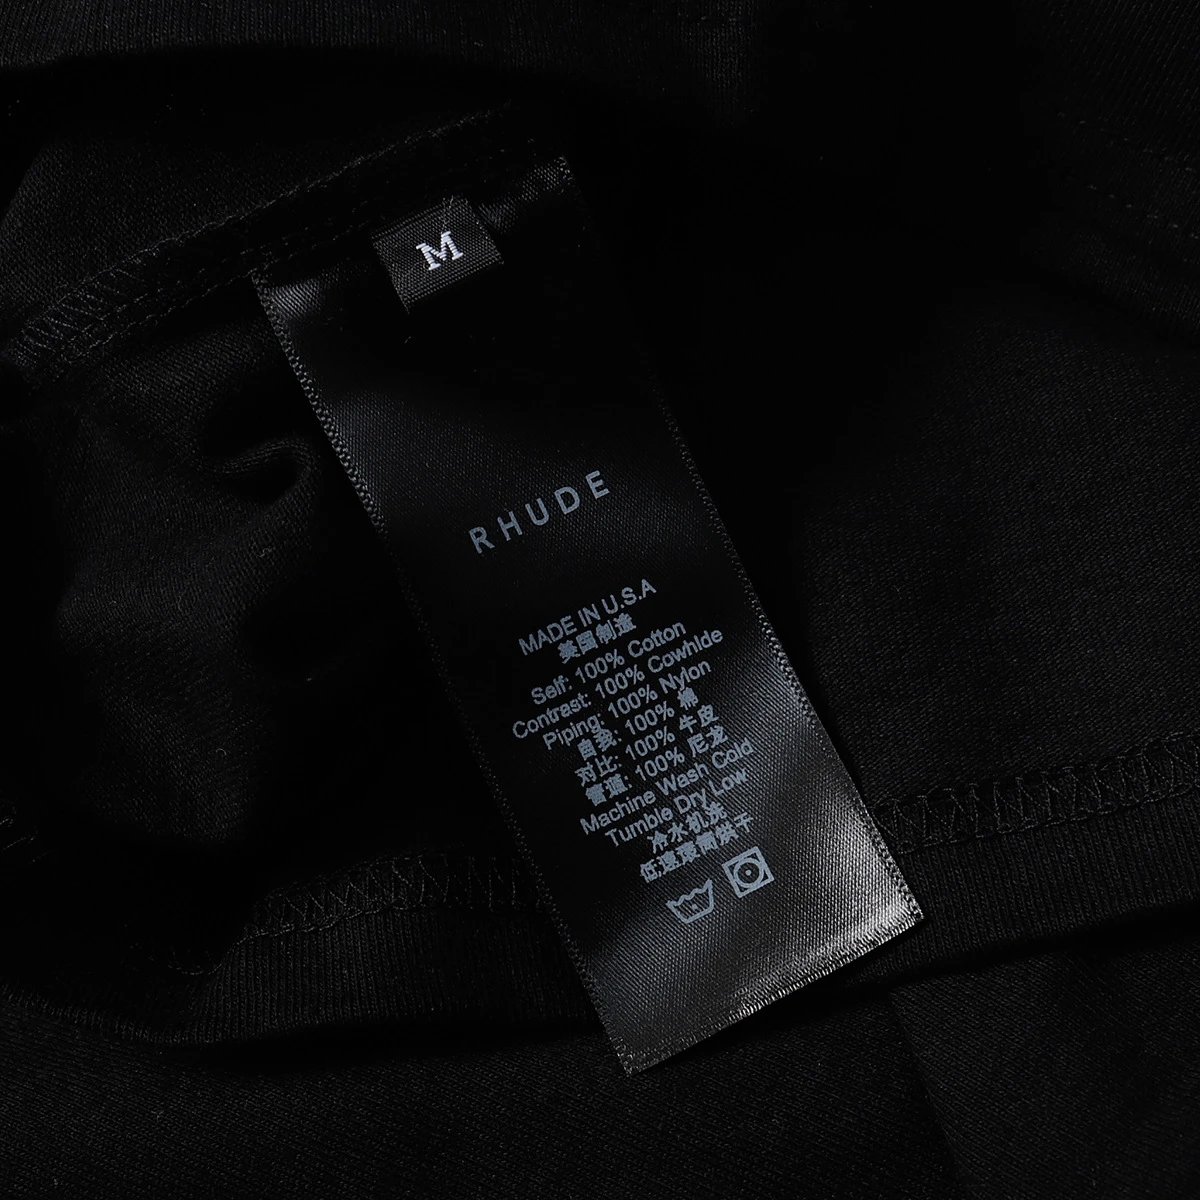 M
RHUDE
MADE IN U.S.A
美国制造
Self: 100% Cotton
Contrast: 100% Cowhide
Piping: 100% Nylon
自我: 100% 棉
对比: 100% 牛皮
管道: 100% 尼龙
Machine Wash Cold
Tumble Dry Low
冷水机洗
低速滚筒烘干